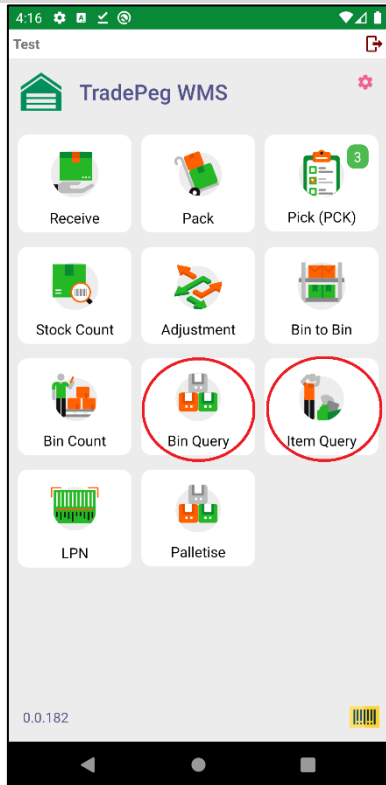 4:16
Test
TradePeg WMS
3
Receive
Pack
Pick (PCK)
Stock Count
Adjustment
Bin to Bin
Bin Count
Bin Query
Item Query
LPN
Palletise
0.0.182